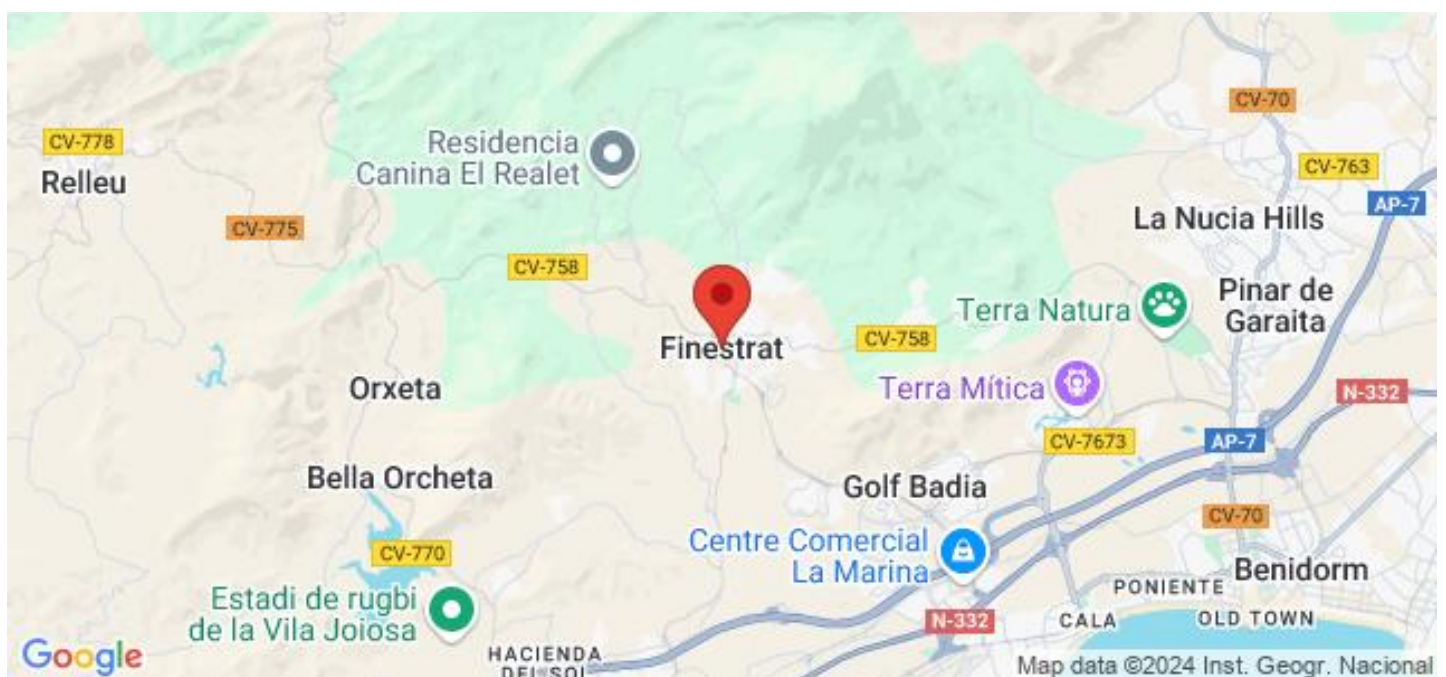 CV-70
CV-778
Relleu
Residencia
Canina El Realet
CV-763
AP-7
La Nucia Hills
CV-775
CV-758
Terra Natura
Pinar de
Garaita
Finestrat
CV-758
Orxeta
Terra Mítica
N-332
CV-7673
AP-7
Bella Orcheta
Golf Badia
CV-70
Centre Comercial
La Marina
CV-770
Benidorm
PONIENTE
Estadi de rugbi
de la Vila Joiosa
N-332
CALA
OLD TOWN
HACIENDA
DEL SOL
Google
Map data ©2024 Inst. Geogr. Nacional